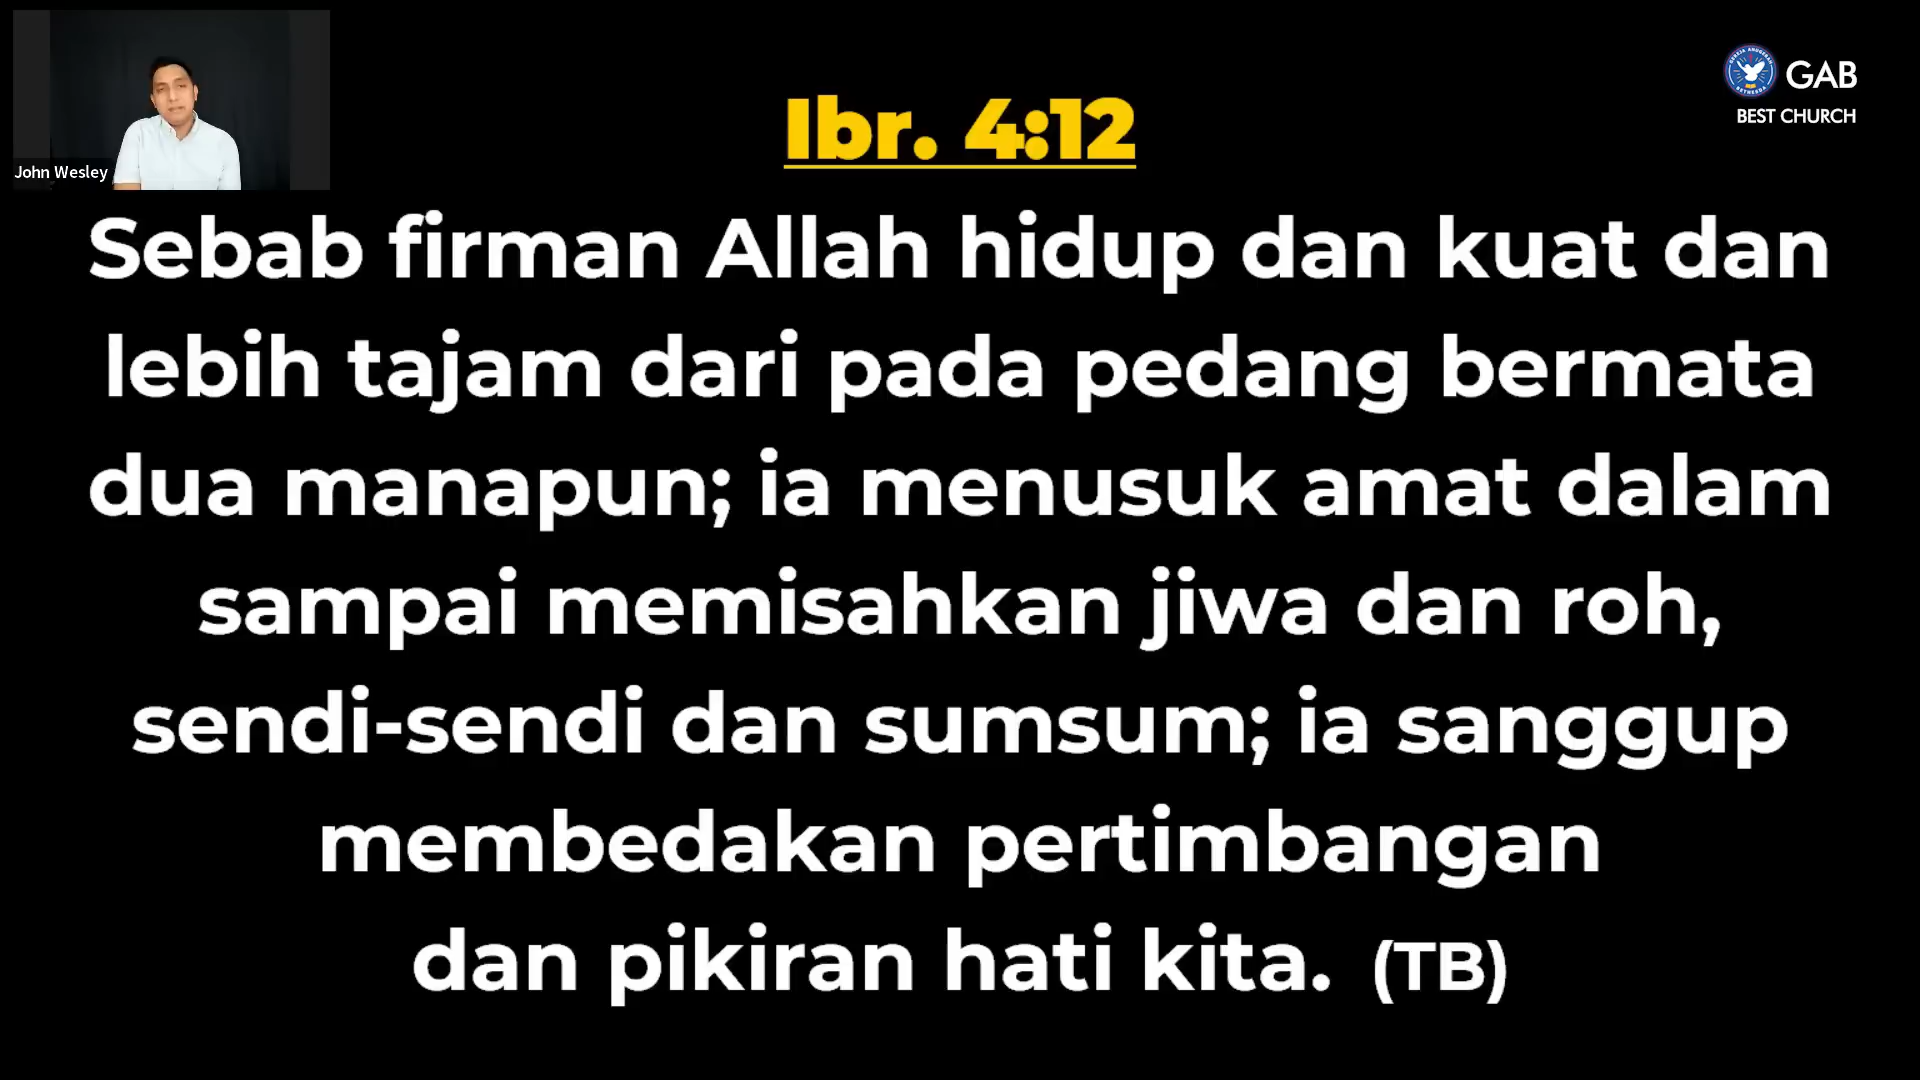 John Wesley
GAB
BEST CHURCH
Ibr. 4:12
Sebab firman Allah hidup dan kuat dan
lebih tajam dari pada pedang bermata
dua manapun; ia menusuk amat dalam
sampai memisahkan jiwa dan roh,
sendi-sendi dan sumsum; ia sanggup
membedakan pertimbangan
dan pikiran hati kita. (TB)